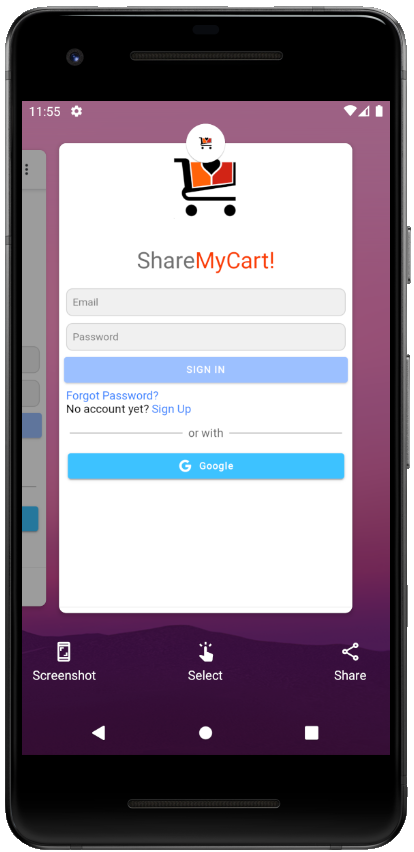 11:55
ShareMyCart!
Email
Password
SIGN IN
Forgot Password?
No account yet? Sign Up
or with
G Google
Screenshot
Select
Share